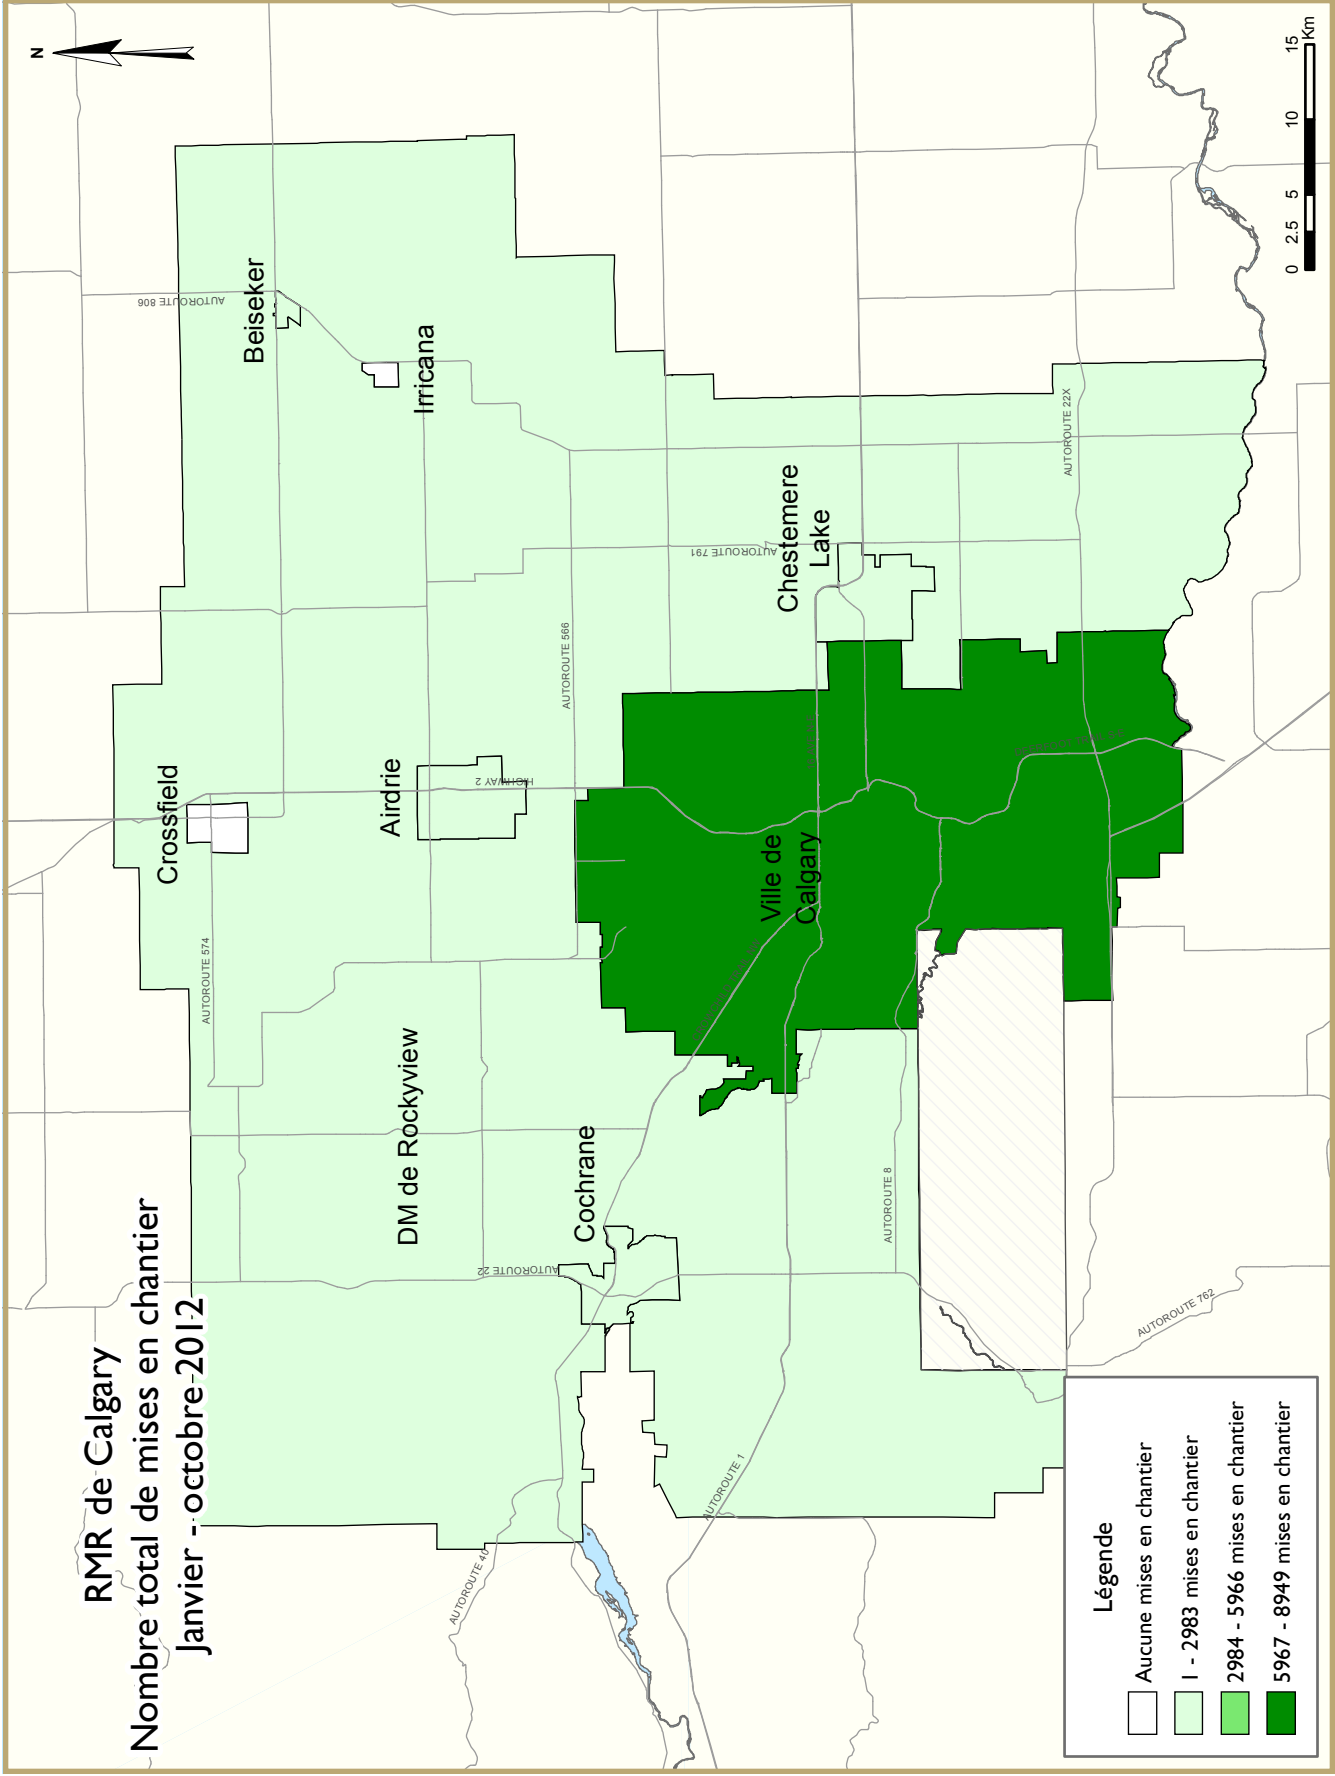 RMR de Calgary
Nombre total de mises en chantier
Janvier - octobre 2012
N
AUTOROUTE 806
Beiseker
Irricana
Crossfield
AUTOROUTE 574
Airdrie
HIGHWAY 2
AUTOROUTE 566
AUTOROUTE 791
Chestemere
Lake
AUTOROUTE 22X
DM de Rockyview
Cochrane
AUTOROUTE 22
Ville de
Calgary
AUTOROUTE 8
AUTOROUTE 40
AUTOROUTE 1
AUTOROUTE 762
Légende
Aucune mises en chantier
1 - 2983 mises en chantier
2984 - 5966 mises en chantier
5967 - 8949 mises en chantier
0 2.5 5 10 15
Km